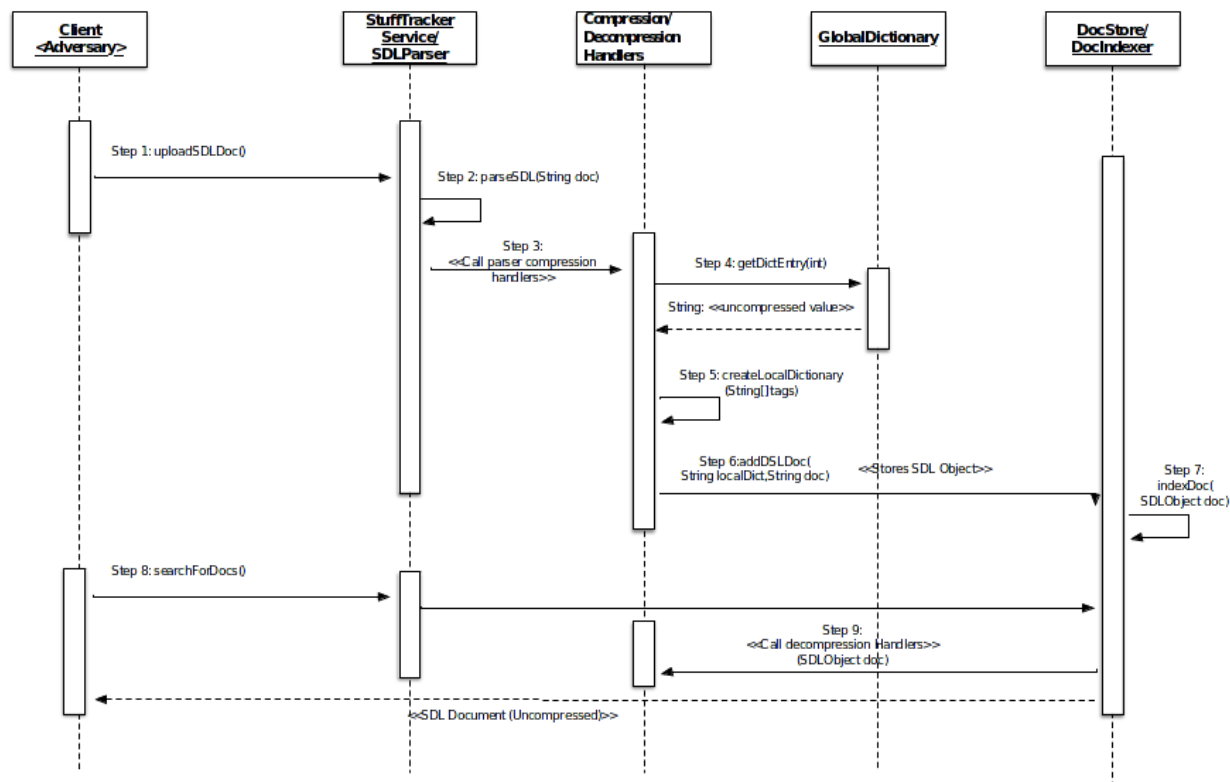 Client
<Adversary>
StuffTracker
Service/
SDLParser
Compression/
Decompression
Handlers
GlobalDictionary
DocStore/
DocIndexer
Step 1: uploadSDLDoc()
Step 2: parseSDL(String doc)
Step 3:
<<Call parser compression
handlers>>
Step 4: getDictEntry(int)
String: <<uncompressed value>>
Step 5: createLocalDictionary
(String[] tags)
Step 6:addDSLDoc(
String localDict,String doc)
<<Stores SDL Object>>
Step 7:
indexDoc(
SDLObject doc)
Step 8: searchForDocs()
Step 9:
<<Call decompression Handlers>>
(SDLObject doc)
<<SDL Document (Uncompressed)>>